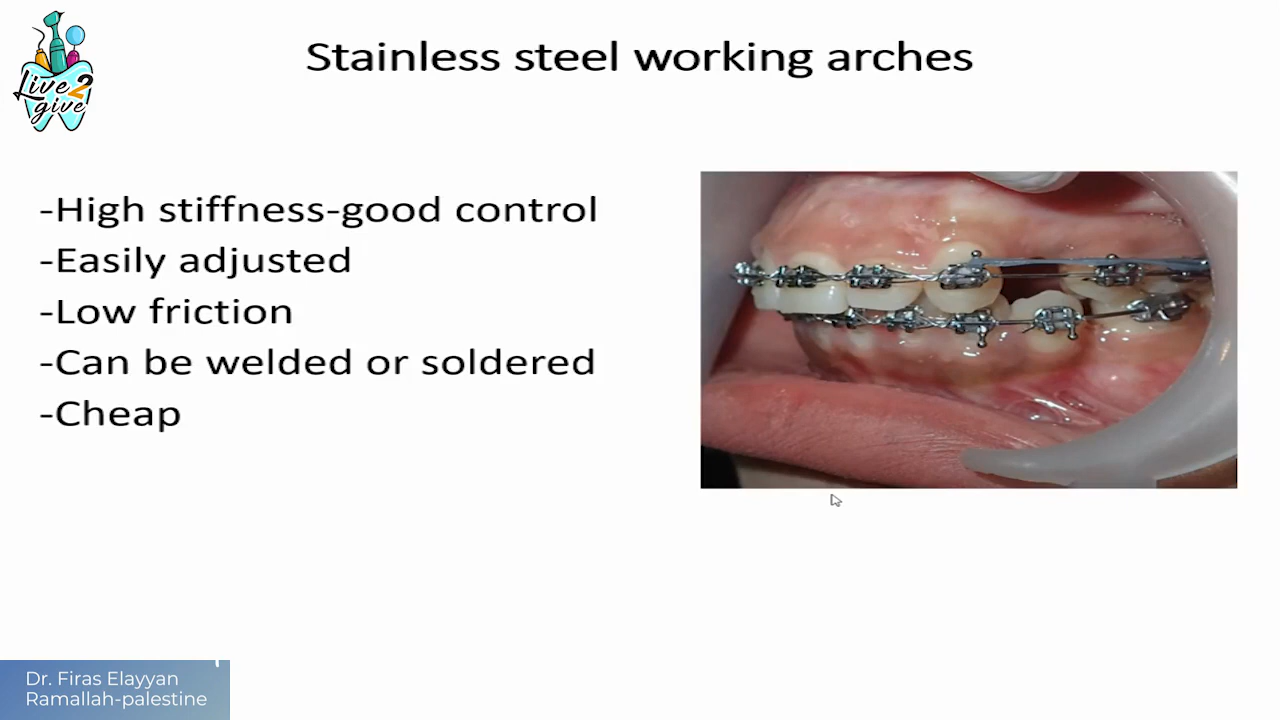 Live 2
give
Stainless steel working arches
-High stiffness-good control
-Easily adjusted
-Low friction
-Can be welded or soldered
-Cheap
Dr. Firas Elayyan
Ramallah-palestine